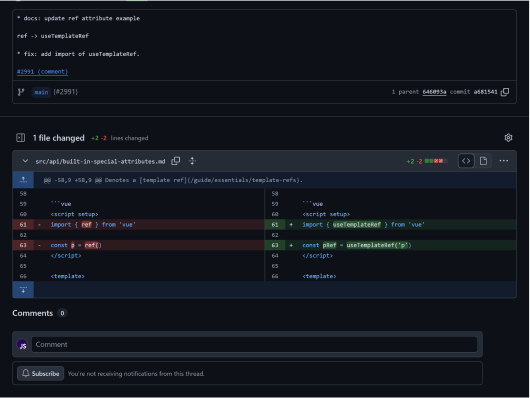 * docs: update ref attribute example
ref -> useTemplateRef
* fix: add import of useTemplateRef.
#2991 (comment)
main (#2991)
1 parent 646093a commit a681541
1 file changed +2 -2 lines changed
src/api/built-in-special-attributes.md
+2 -2
@@ -58,9 +58,9 @@ Denotes a [template ref](/guide/essentials/template-refs).
58
59 ```vue
60 <script setup>
61 - import { ref } from 'vue'
62
63 - const p = ref()
64 </script>
65
66 <template>
58
59 ```vue
60 <script setup>
61 + import { useTemplateRef } from 'vue'
62
63 + const pRef = useTemplateRef('p')
64 </script>
65
66 <template>
Comments 0
JS
Comment
Subscribe You're not receiving notifications from this thread.